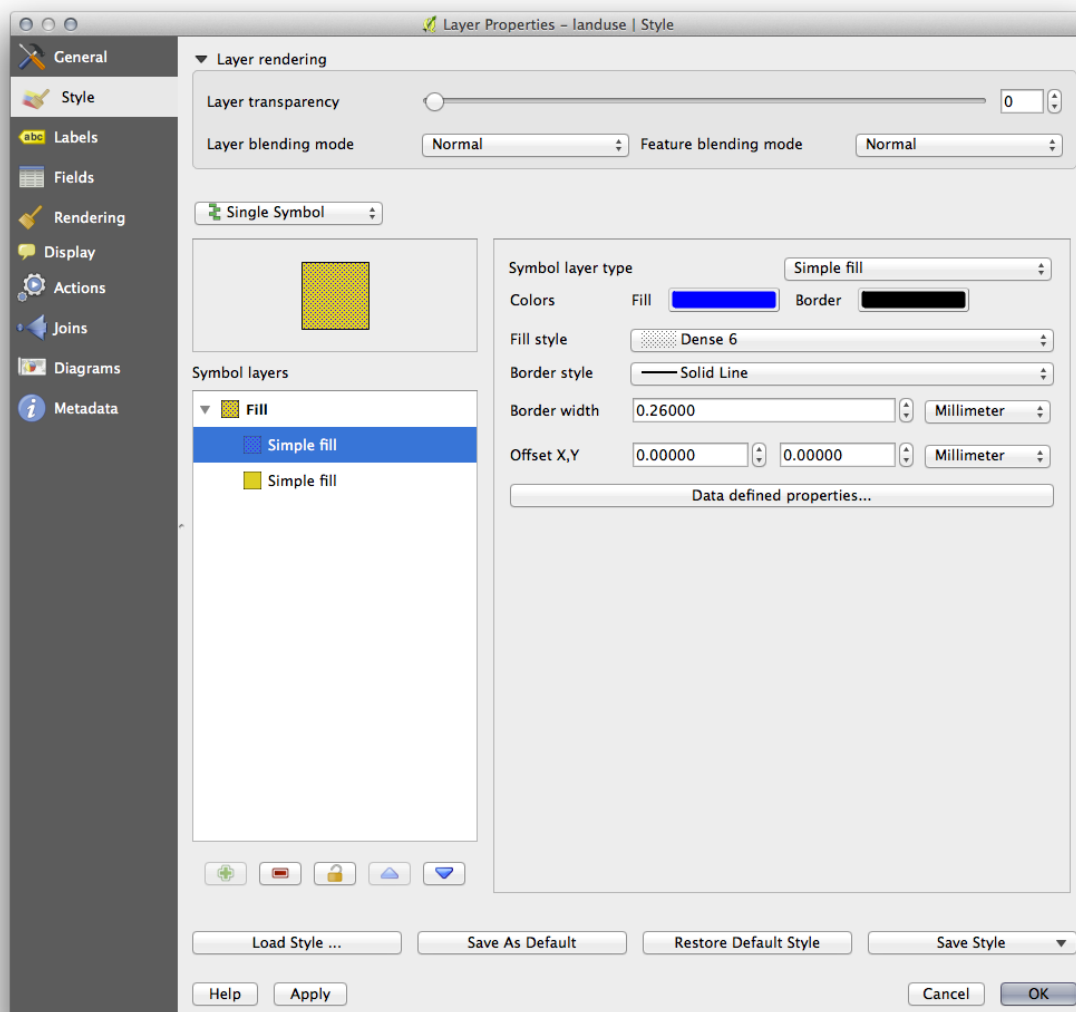 Layer Properties – landuse | Style
General
Style
abc Labels
Fields
Rendering
Display
Actions
Joins
Diagrams
i Metadata
Layer rendering
Layer transparency 0
Layer blending mode Normal Feature blending mode Normal
Single Symbol
Symbol layers
Fill
Simple fill
Simple fill
Symbol layer type Simple fill
Colors Fill Border
Fill style Dense 6
Border style Solid Line
Border width 0.26000 Millimeter
Offset X,Y 0.00000 0.00000 Millimeter
Data defined properties...
Load Style ... Save As Default Restore Default Style Save Style
Help Apply Cancel OK